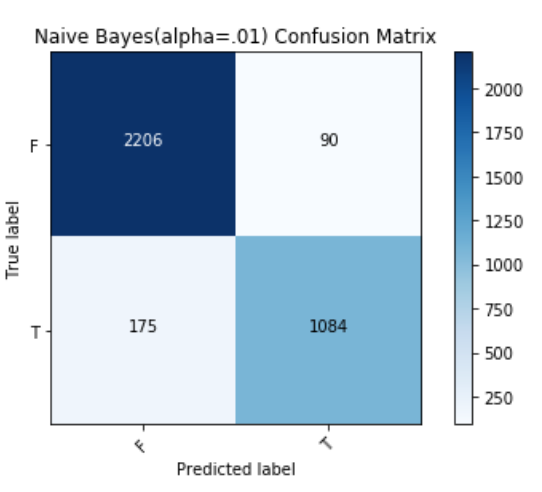 Naive Bayes(alpha=.01) Confusion Matrix
True label
F
2206
90
T
175
1084
F
T
Predicted label
2000
1750
1500
1250
1000
750
500
250